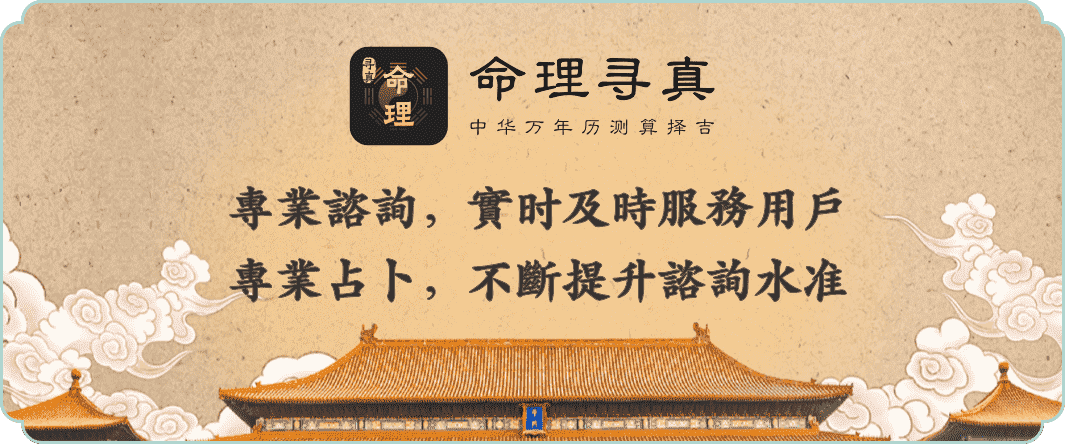 寻真
命理
命理寻真
中华万年历测算择吉
專業諮詢，實时及時服務用戶
專業占卜，不斷提升諮詢水准